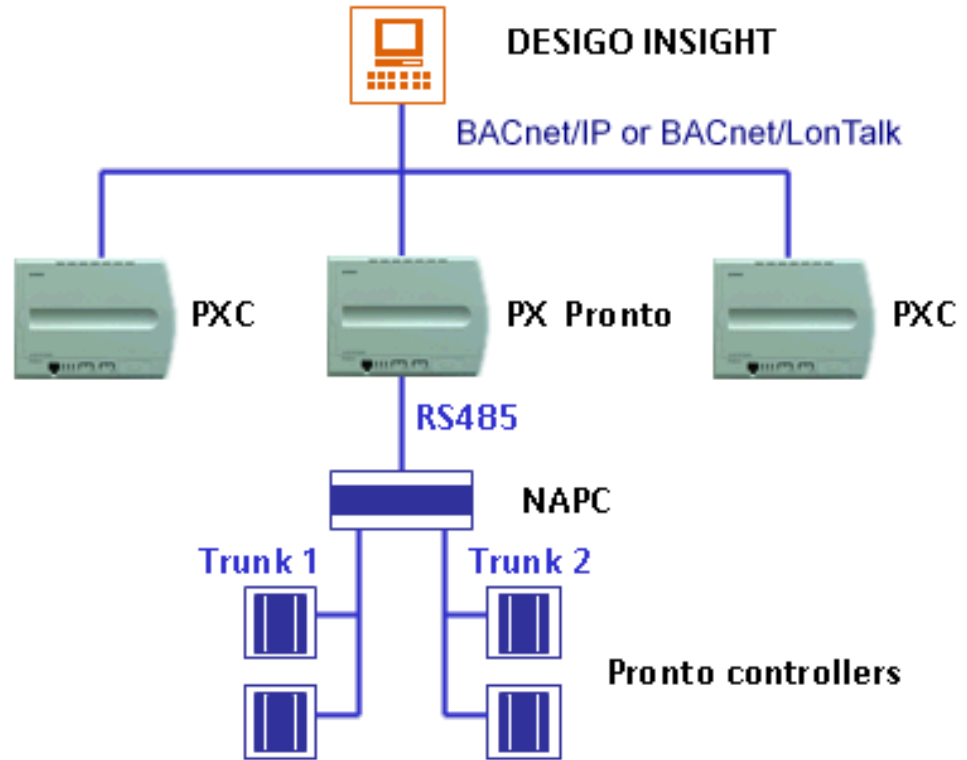 DESIGO INSIGHT
BACnet/IP or BACnet/LonTalk
PXC
PX Pronto
PXC
RS485
NAPC
Trunk 1
Trunk 2
Pronto controllers